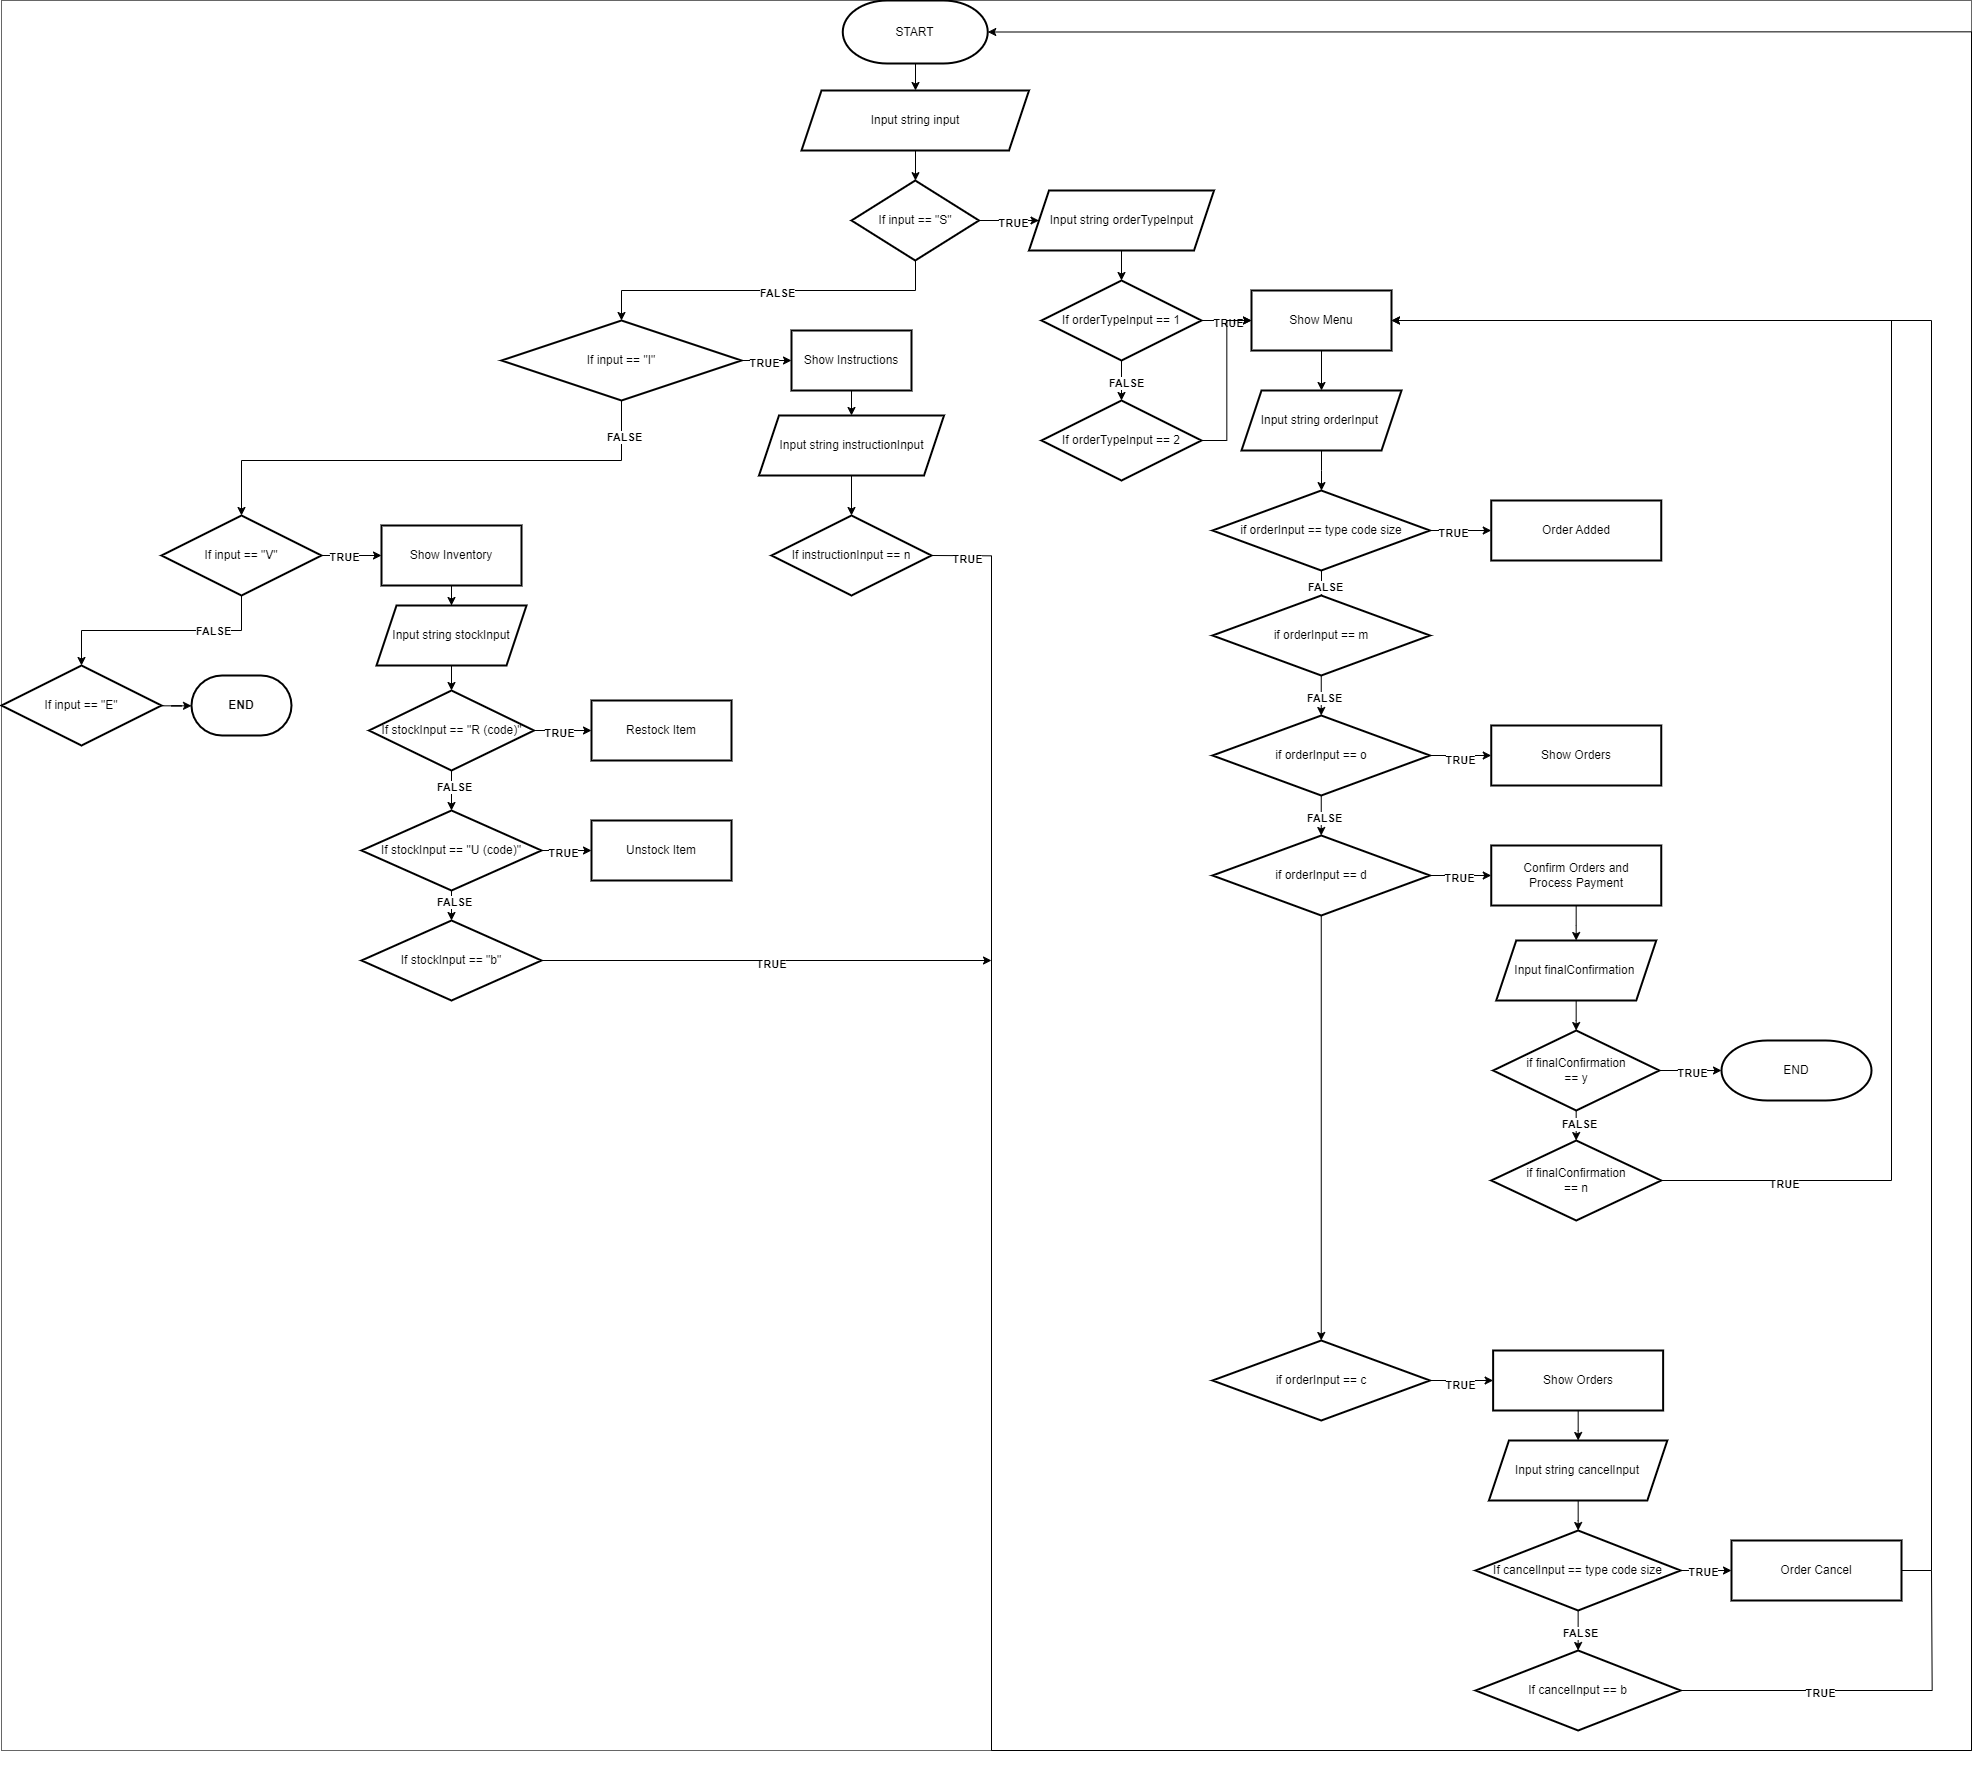 START
Input string input
If input == "S"
TRUE
Input string orderTypeInput
FALSE
If orderTypeInput == 1
TRUE
Show Menu
If input == "I"
TRUE
Show Instructions
FALSE
Input string orderInput
If orderTypeInput == 2
FALSE
Input string instructionInput
if orderInput == type code size
TRUE
Order Added
If input == "V"
TRUE
Show Inventory
If instructionInput == n
TRUE
FALSE
FALSE
Input string stockInput
if orderInput == m
If input == "E"
END
FALSE
If stockInput == "R (code)"
TRUE
Restock Item
if orderInput == o
TRUE
Show Orders
FALSE
FALSE
If stockInput == "U (code)"
TRUE
Unstock Item
if orderInput == d
TRUE
Confirm Orders and
Process Payment
FALSE
If stockInput == "b"
TRUE
Input finalConfirmation
if finalConfirmation
== y
TRUE
END
FALSE
if finalConfirmation
== n
TRUE
if orderInput == c
TRUE
Show Orders
Input string cancelInput
If cancelInput == type code size
TRUE
Order Cancel
FALSE
If cancelInput == b
TRUE